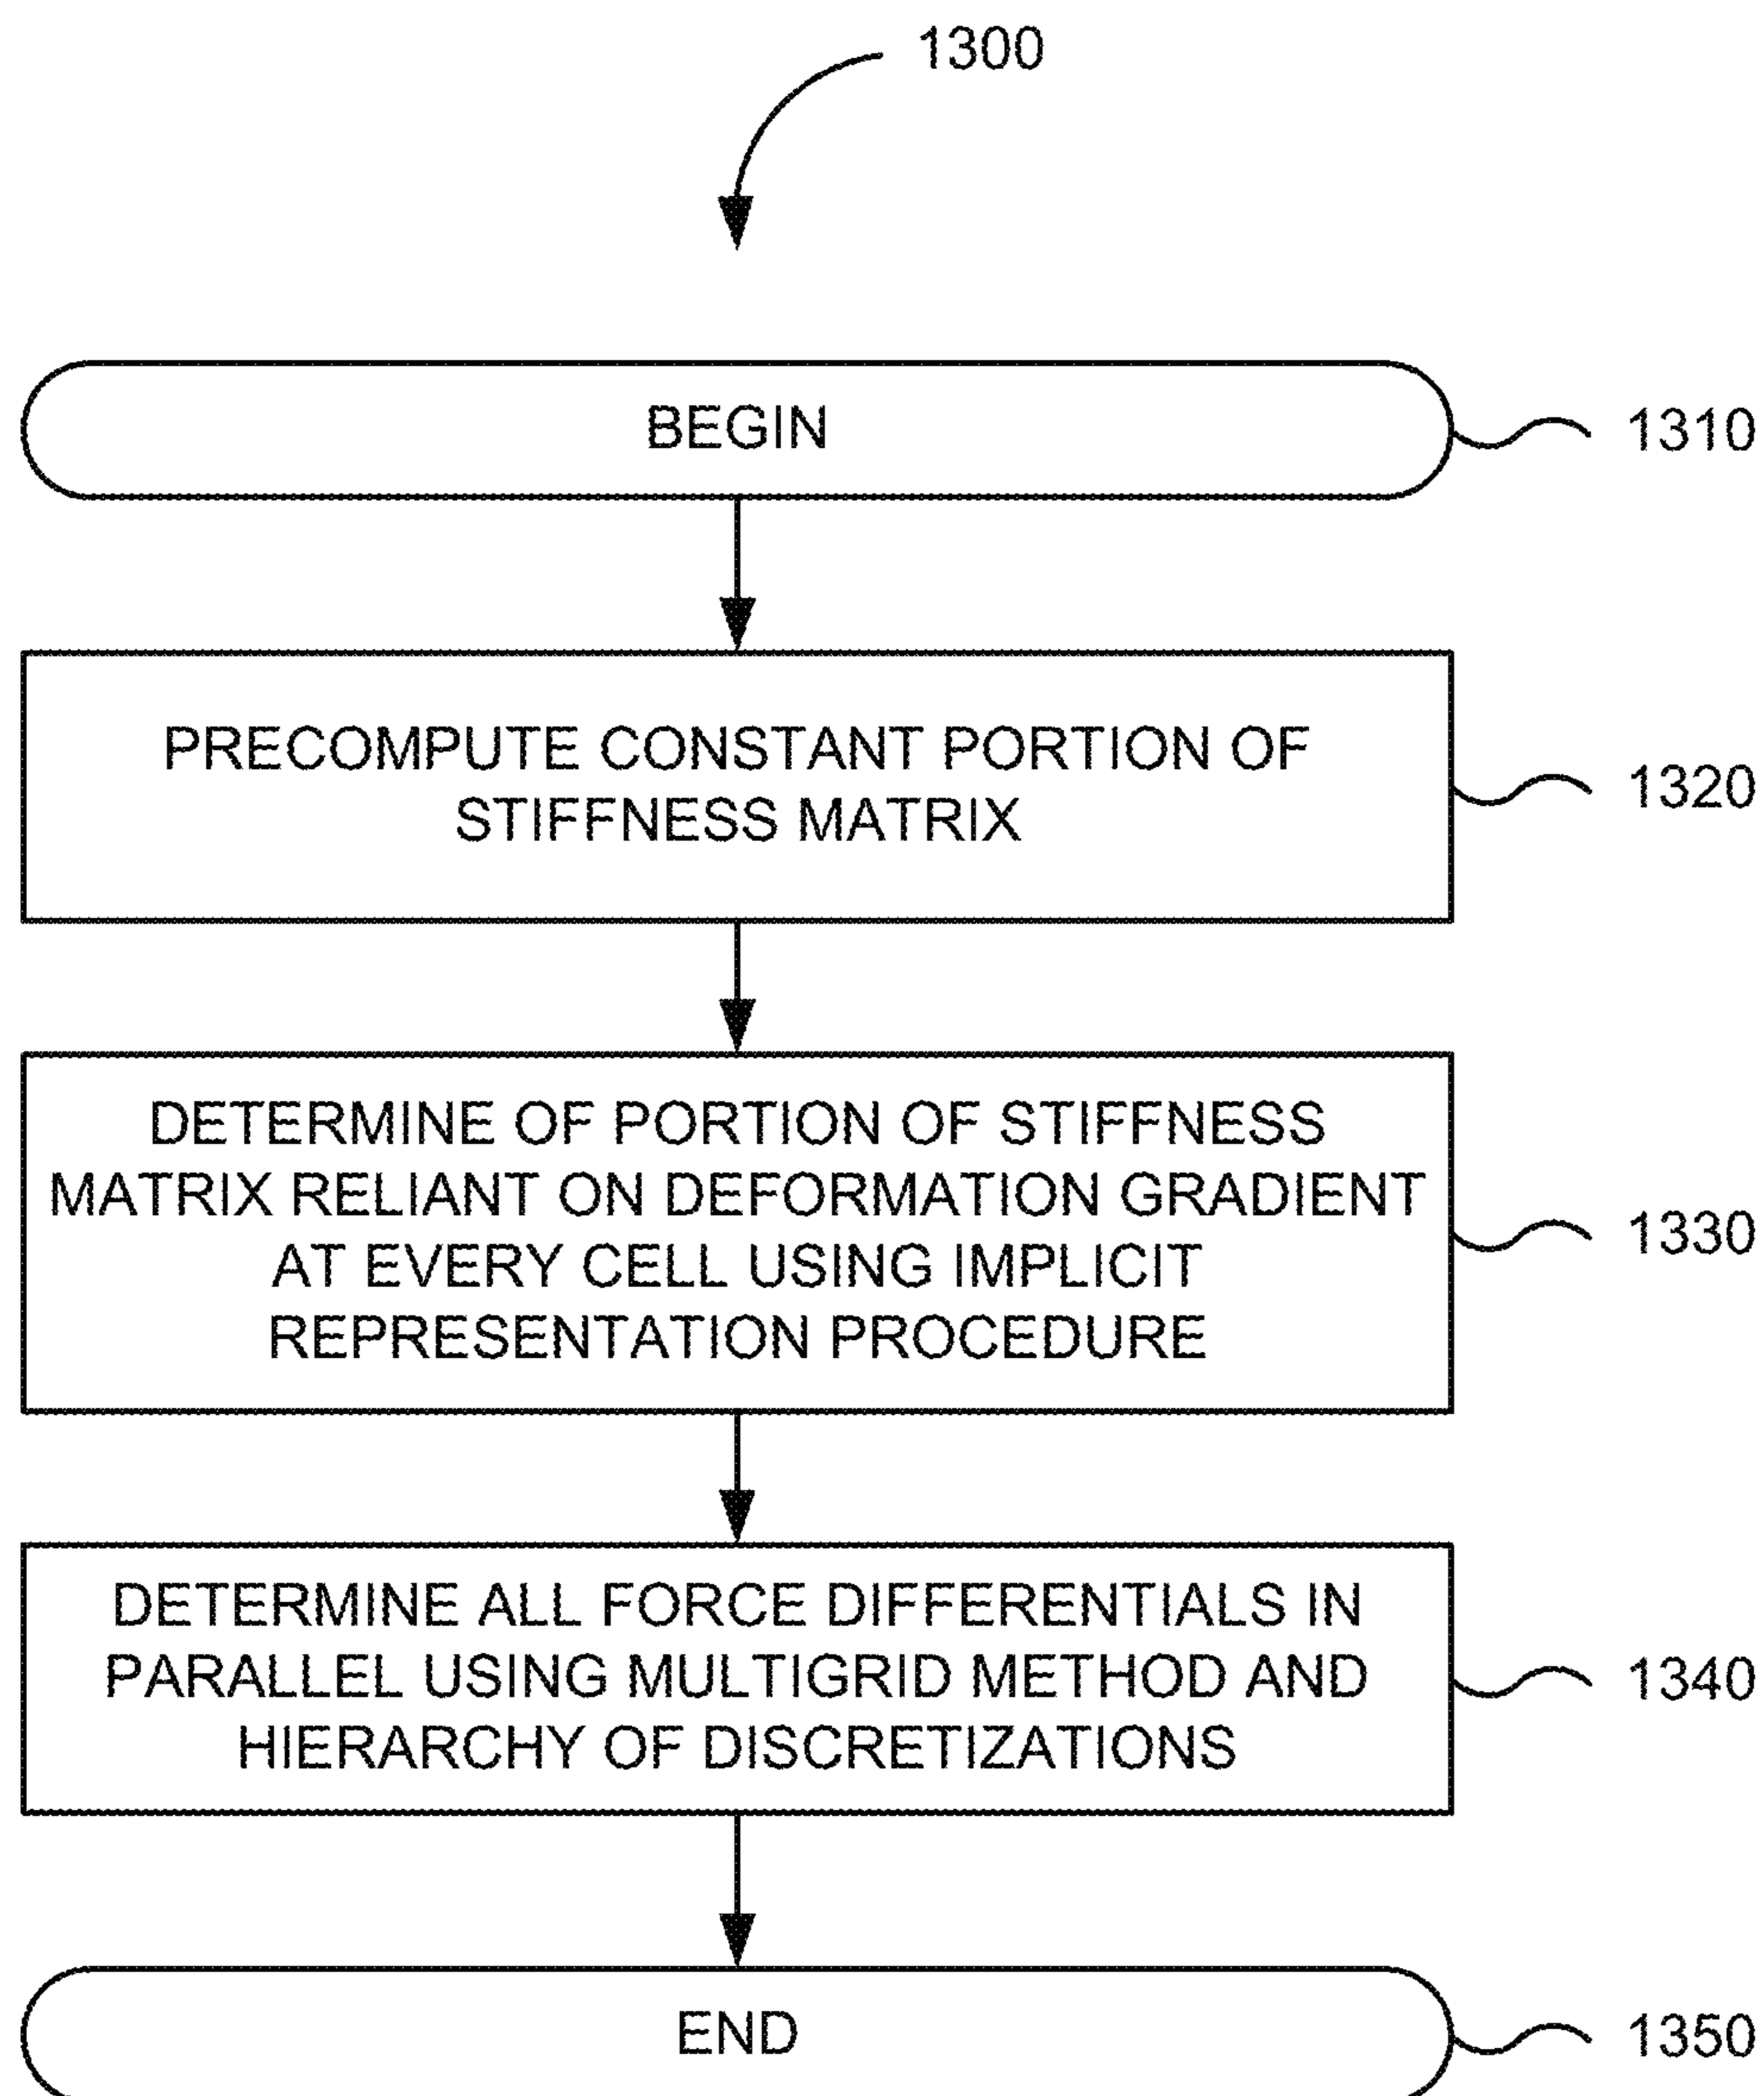 1300
BEGIN
1310
PRECOMPUTE CONSTANT PORTION OF
STIFFNESS MATRIX
1320
DETERMINE OF PORTION OF STIFFNESS
MATRIX RELIANT ON DEFORMATION GRADIENT
AT EVERY CELL USING IMPLICIT
REPRESENTATION PROCEDURE
1330
DETERMINE ALL FORCE DIFFERENTIALS IN
PARALLEL USING MULTIGRID METHOD AND
HIERARCHY OF DISCRETIZATIONS
1340
END
1350